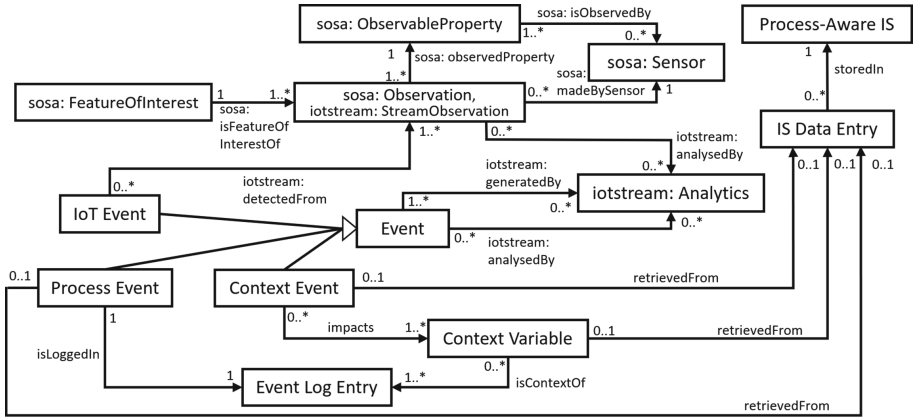 sosa: ObservableProperty
sosa: isObservedBy
1..*
0..*
Process-Aware IS
1
sosa: observedProperty
1..*
sosa: Sensor
1
storedIn
0..*
sosa: FeatureOfInterest
1
1..*
sosa:
isFeatureOf
InterestOf
sosa: Observation,
iotstream: StreamObservation
0..*
sosa:
madeBySensor
1
IS Data Entry
1..*
0..*
iotstream:
analysedBy
0..*
0..1
0..1
0..1
iotstream:
detectedFrom
0..*
iotstream:
generatedBy
1..*
0..*
iotstream: Analytics
IoT Event
Event
0..*
iotstream:
analysedBy
0..*
0..1
Process Event
Context Event
0..1
retrievedFrom
1
0..*
impacts
1..*
Context Variable
0..1
retrievedFrom
isLoggedIn
1
Event Log Entry
1..*
0..*
isContextOf
retrievedFrom